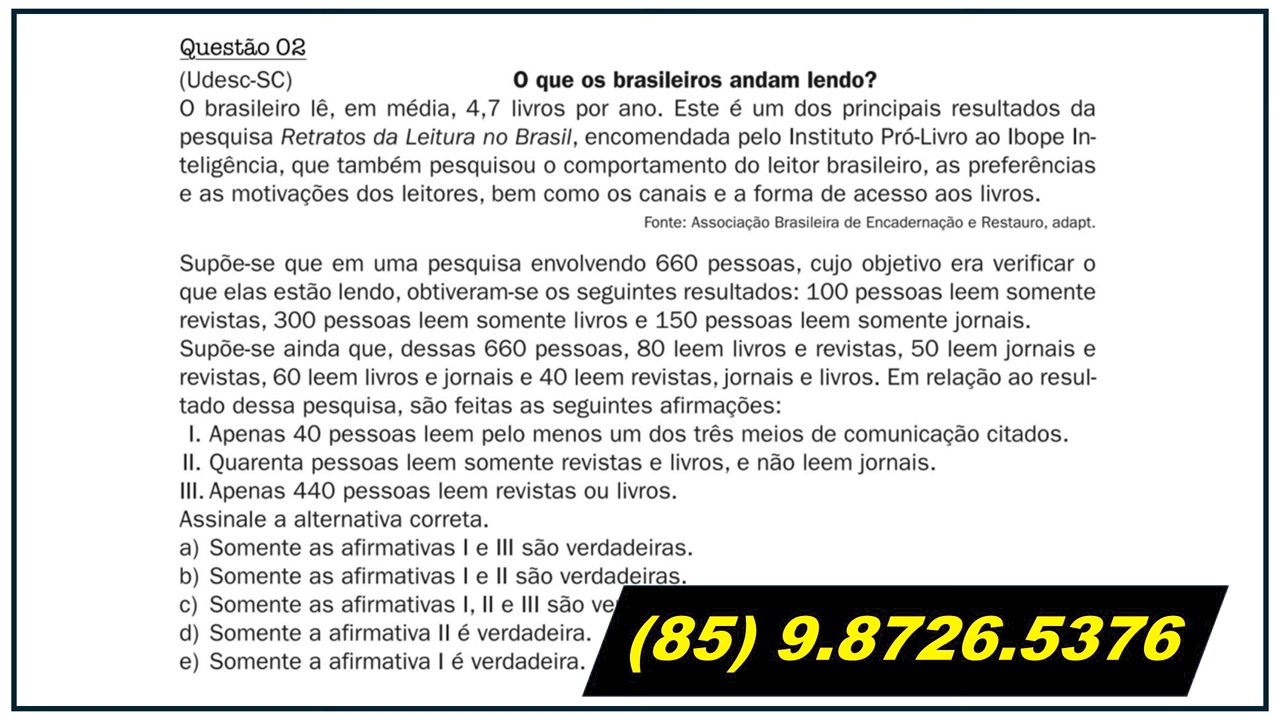 Questão 02
(Udesc-SC) O que os brasileiros andam lendo?
O brasileiro lê, em média, 4,7 livros por ano. Este é um dos principais resultados da
pesquisa Retratos da Leitura no Brasil, encomendada pelo Instituto Pró-Livro ao Ibope In-
teligência, que também pesquisou o comportamento do leitor brasileiro, as preferências
e as motivações dos leitores, bem como os canais e a forma de acesso aos livros.
Fonte: Associação Brasileira de Encadernação e Restauro, adapt.
Supõe-se que em uma pesquisa envolvendo 660 pessoas, cujo objetivo era verificar o
que elas estão lendo, obtiveram-se os seguintes resultados: 100 pessoas leem somente
revistas, 300 pessoas leem somente livros e 150 pessoas leem somente jornais.
Supõe-se ainda que, dessas 660 pessoas, 80 leem livros e revistas, 50 leem jornais e
revistas, 60 leem livros e jornais e 40 leem revistas, jornais e livros. Em relação ao resul-
tado dessa pesquisa, são feitas as seguintes afirmações:
I. Apenas 40 pessoas leem pelo menos um dos três meios de comunicação citados.
II. Quarenta pessoas leem somente revistas e livros, e não leem jornais.
III. Apenas 440 pessoas leem revistas ou livros.
Assinale a alternativa correta.
a) Somente as afirmativas I e III são verdadeiras.
b) Somente as afirmativas I e II são verdadeiras.
c) Somente as afirmativas I, II e III são
d) Somente a afirmativa II é verdadeira.
e) Somente a afirmativa I é verdadeira.
(85) 9.8726.5376